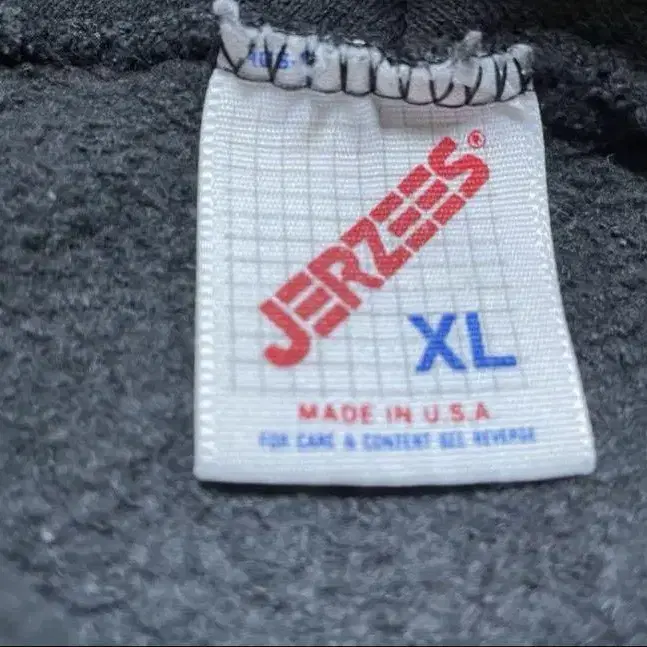 JERZEES®
XL
MADE IN U.S.A
FOR CARE & CONTENT SEE REVERSE